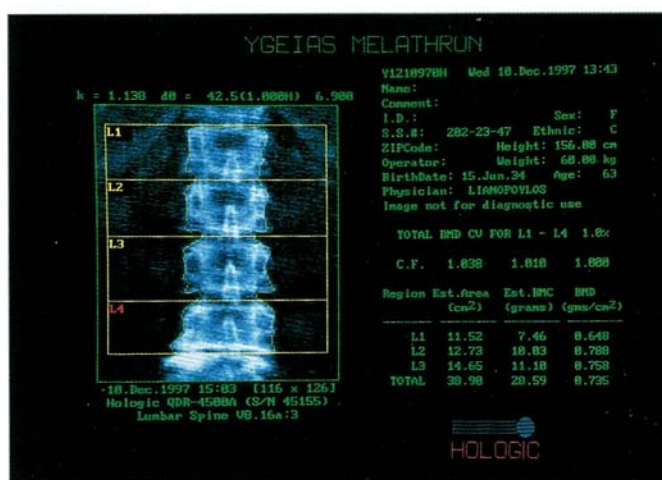 YGEIAS MELATHRUN
k = 1.138 d0 = 42.5(1.000H) 6.900
L1
L2
L3
L4
10.Dec.1997 15:03 [116 x 126]
Hologic QDR-4500A (S/N 45155)
Lumbar Spine V8.16a:3
V1210970H Wed 10.Dec.1997 13:43
Name:
Comment:
I.D.: Sex: F
S.S.#: 202-23-47 Ethnic: C
ZIPCode: Height: 156.00 cm
Operator: Weight: 60.00 kg
BirthDate: 15.Jun.34 Age: 63
Physician: LIANOPOYLOS
Image not for diagnostic use
TOTAL BMD CV FOR L1 - L4 1.0%
C.F. 1.038 1.010 1.000
Region Est.Area Est.BMC BMD
(cm2) (grams) (gms/cm2)
L1 11.52 7.46 0.648
L2 12.73 10.03 0.788
L3 14.65 11.10 0.758
TOTAL 38.90 28.59 0.735
HOLOGIC